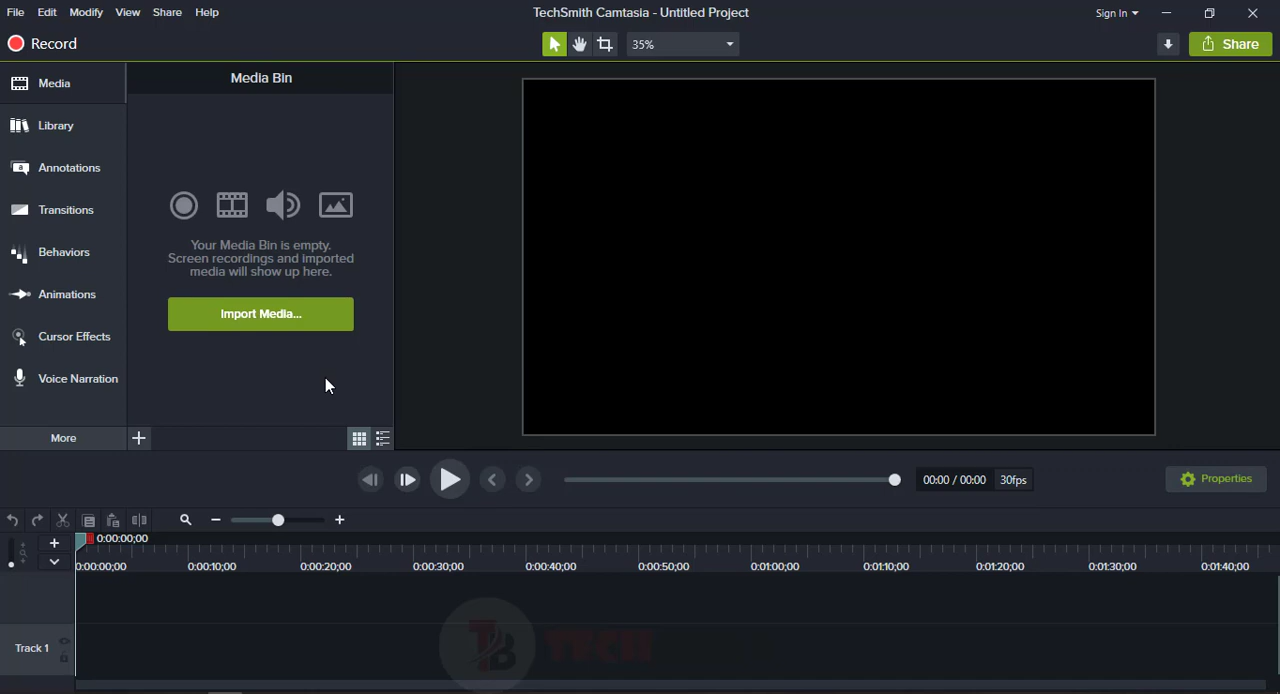 File Edit Modify View Share Help
TechSmith Camtasia - Untitled Project
Sign In
Record
35%
Share
Media
Media Bin
Library
Annotations
Transitions
Behaviors
Your Media Bin is empty.
Screen recordings and imported
media will show up here.
Animations
Import Media...
Cursor Effects
Voice Narration
More
00:00 / 00:00
30fps
Properties
0:00:00;00
0:00:00;00 0:00:10;00 0:00:20;00 0:00:30;00 0:00:40;00 0:00:50;00 0:01:00;00 0:01:10;00 0:01:20;00 0:01:30;00 0:01:40;00
Track 1
TB TECH